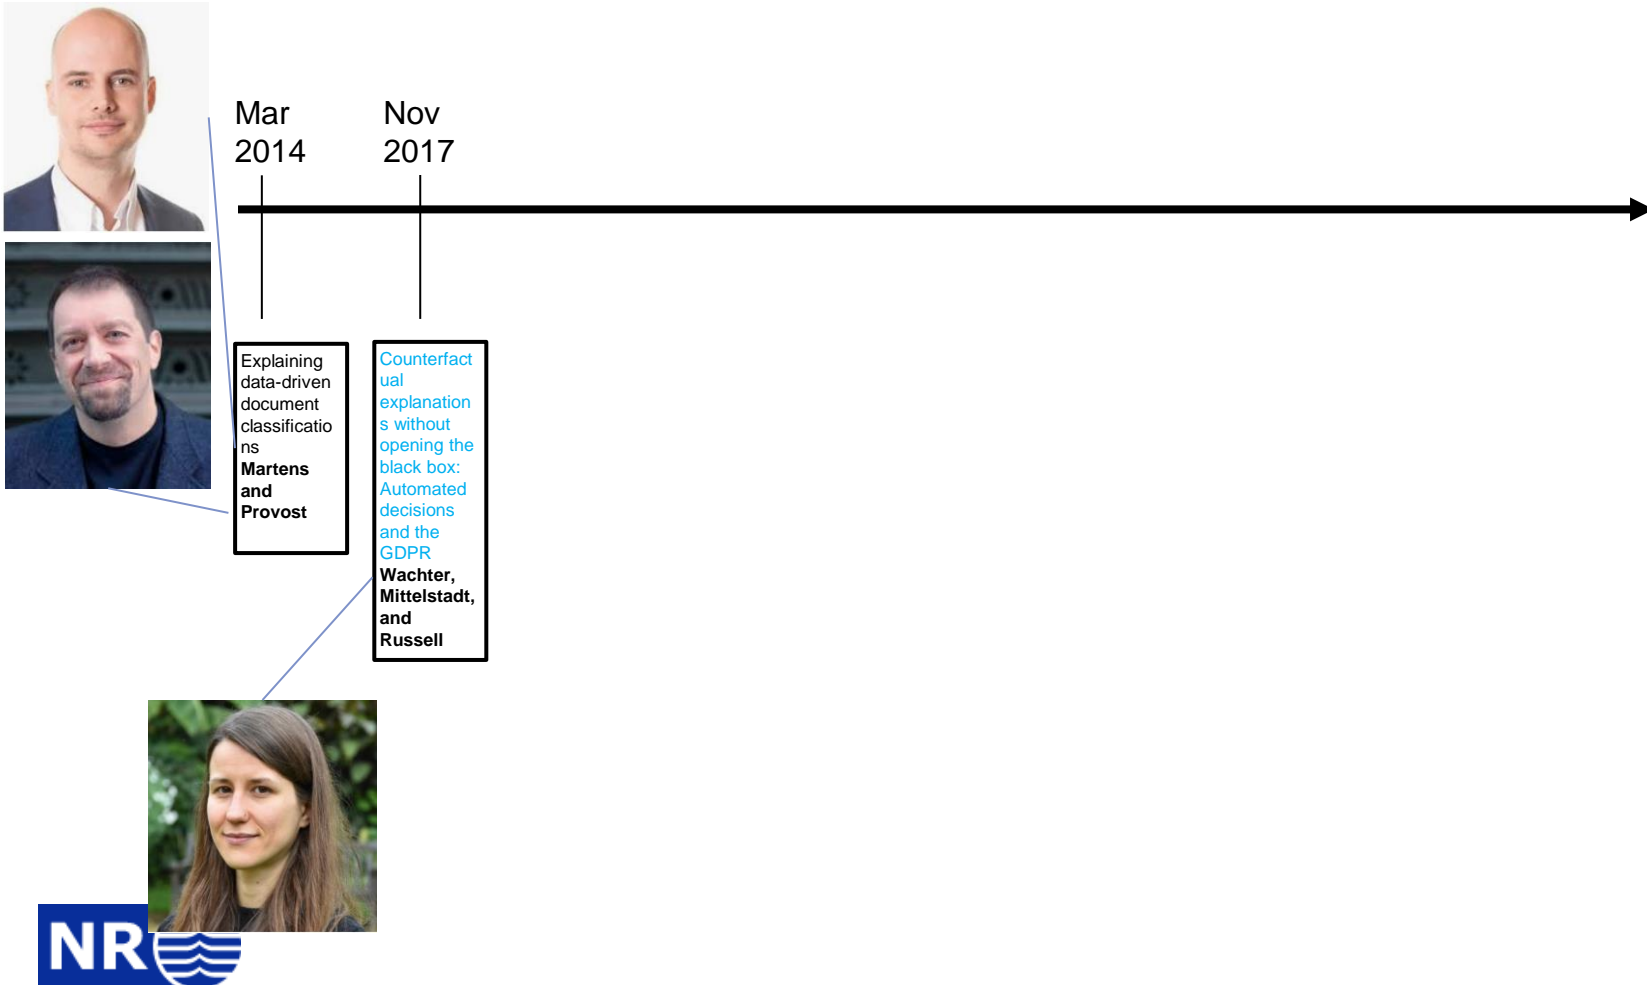 Mar
2014
Nov
2017
Explaining
data-driven
document
classificatio
ns
Martens
and
Provost
Counterfact
ual
explanation
s without
opening the
black box:
Automated
decisions
and the
GDPR
Wachter,
Mittelstadt,
and
Russell
NR